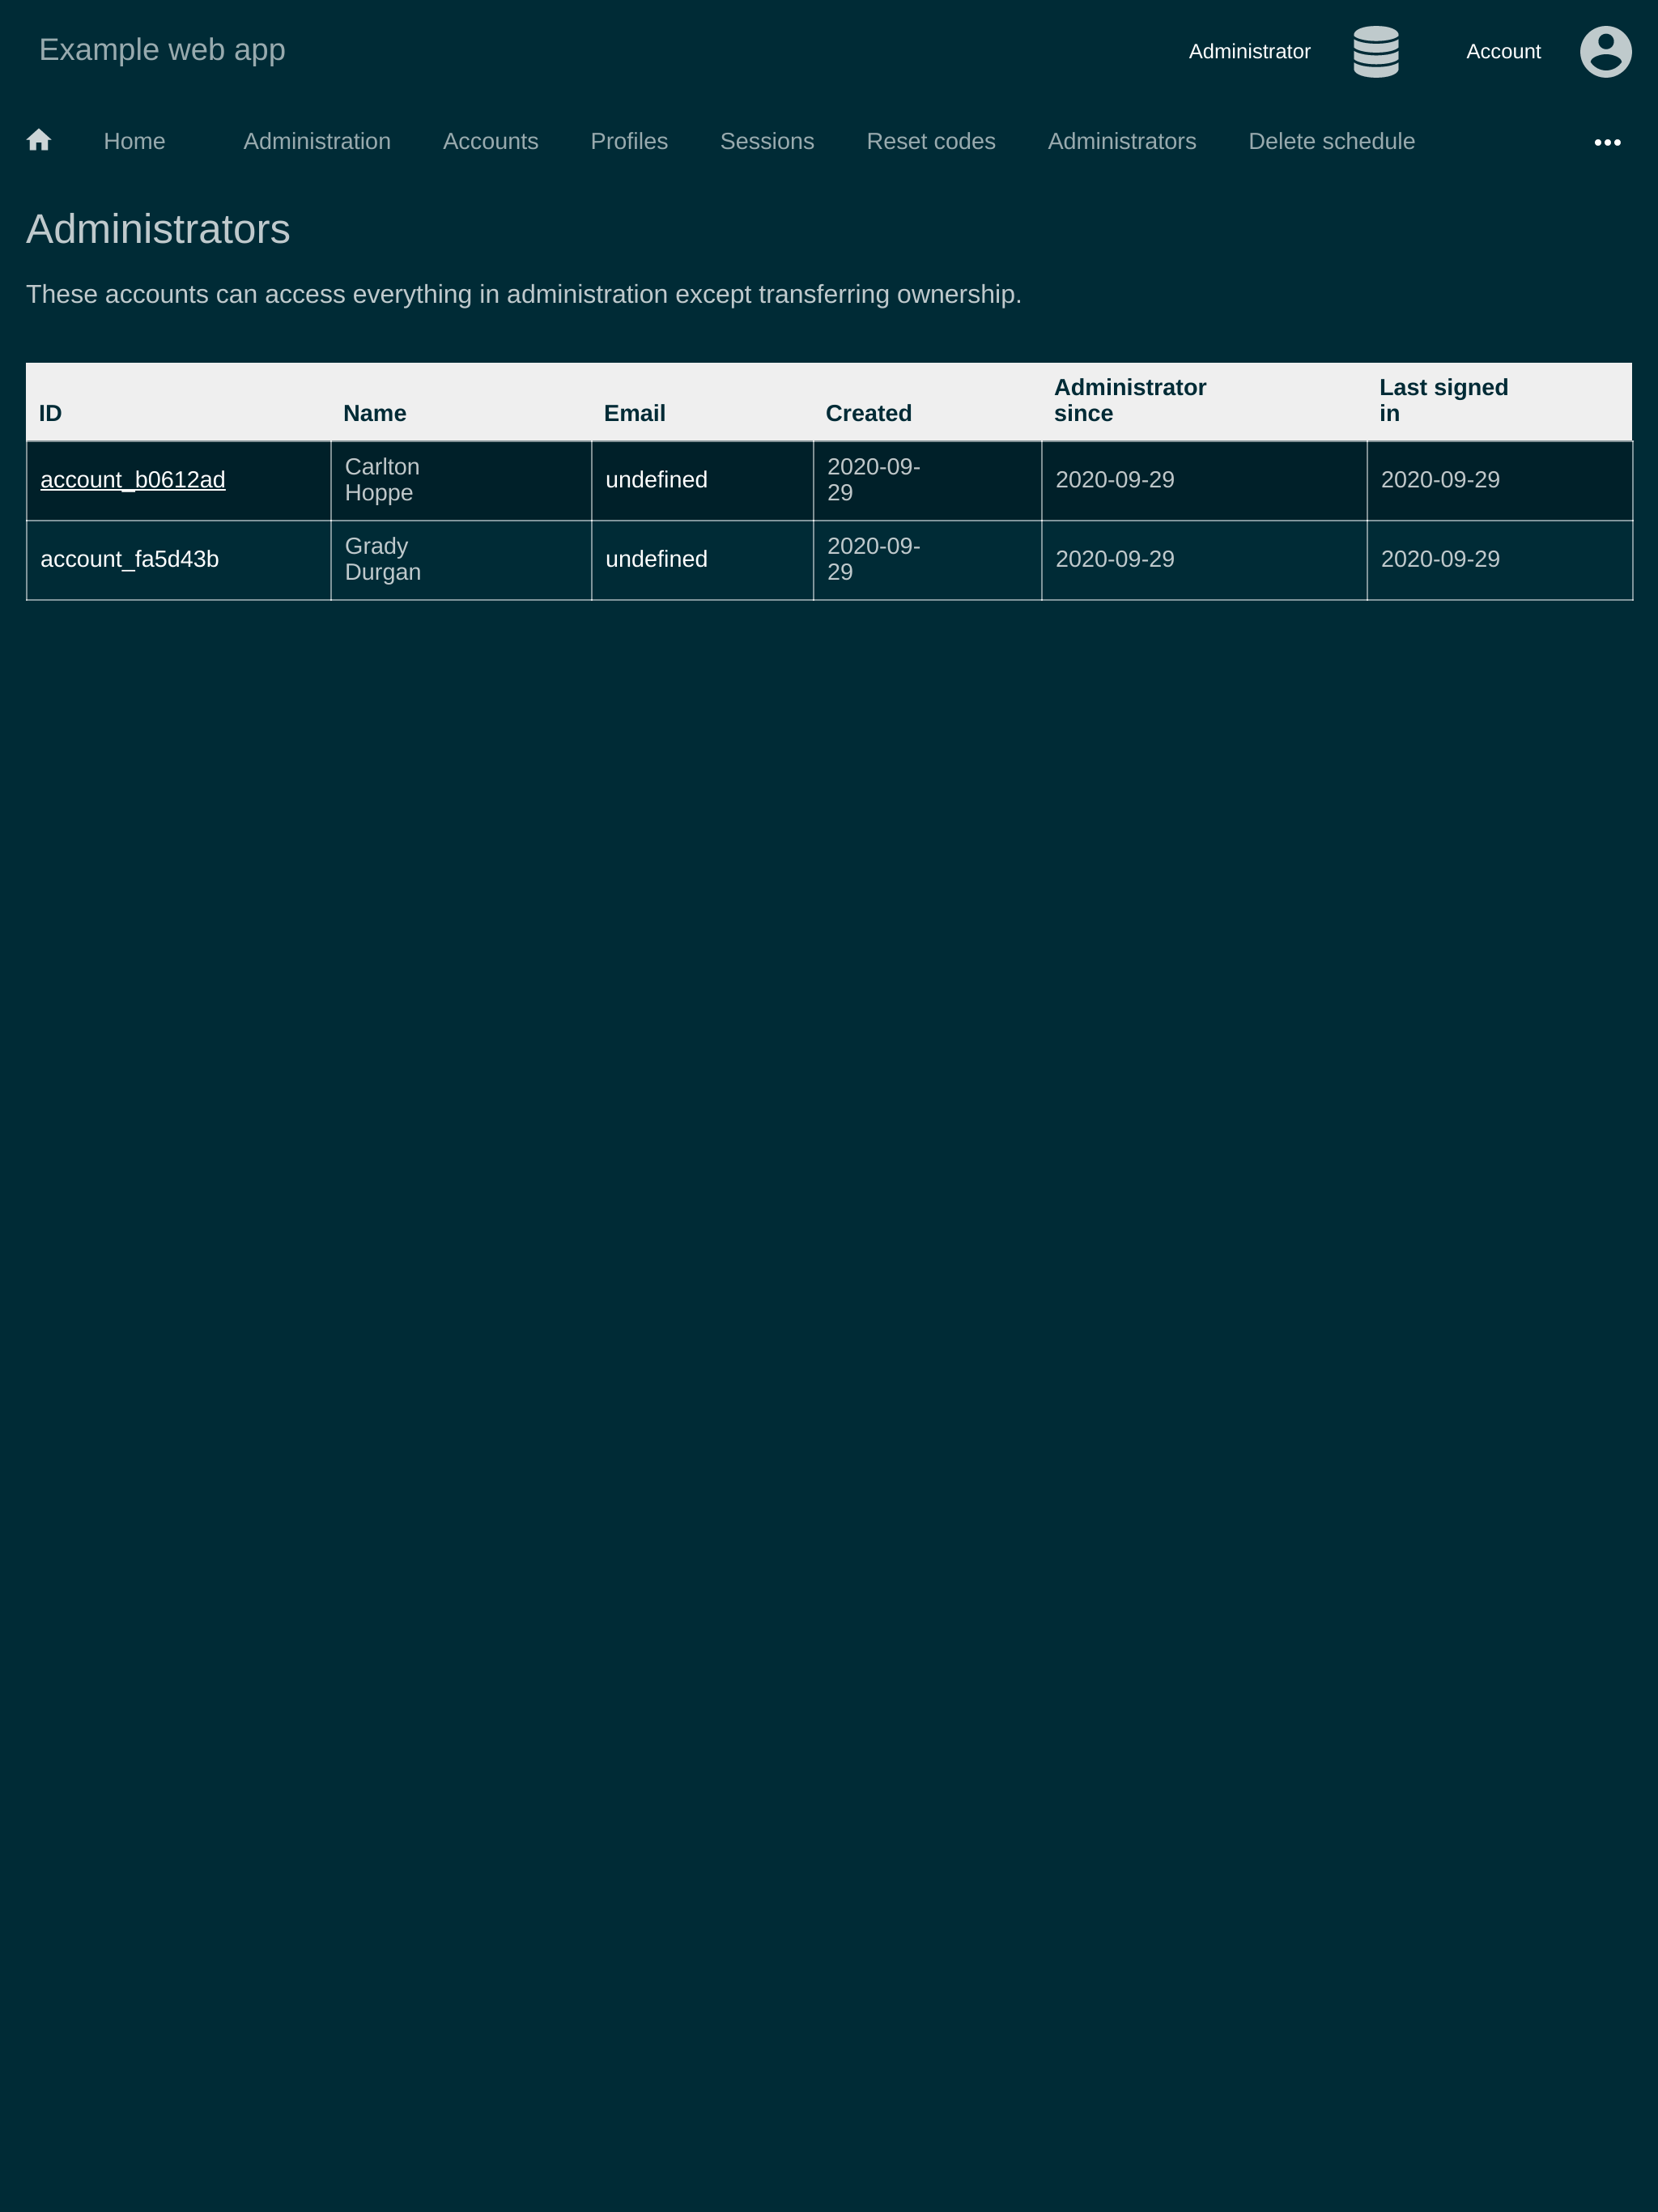 Example web app
Administrator
Account
Home Administration Accounts Profiles Sessions Reset codes Administrators Delete schedule
Administrators
These accounts can access everything in administration except transferring ownership.
ID Name Email Created Administrator since Last signed in
account_b0612ad Carlton Hoppe undefined 2020-09-29 2020-09-29 2020-09-29
account_fa5d43b Grady Durgan undefined 2020-09-29 2020-09-29 2020-09-29